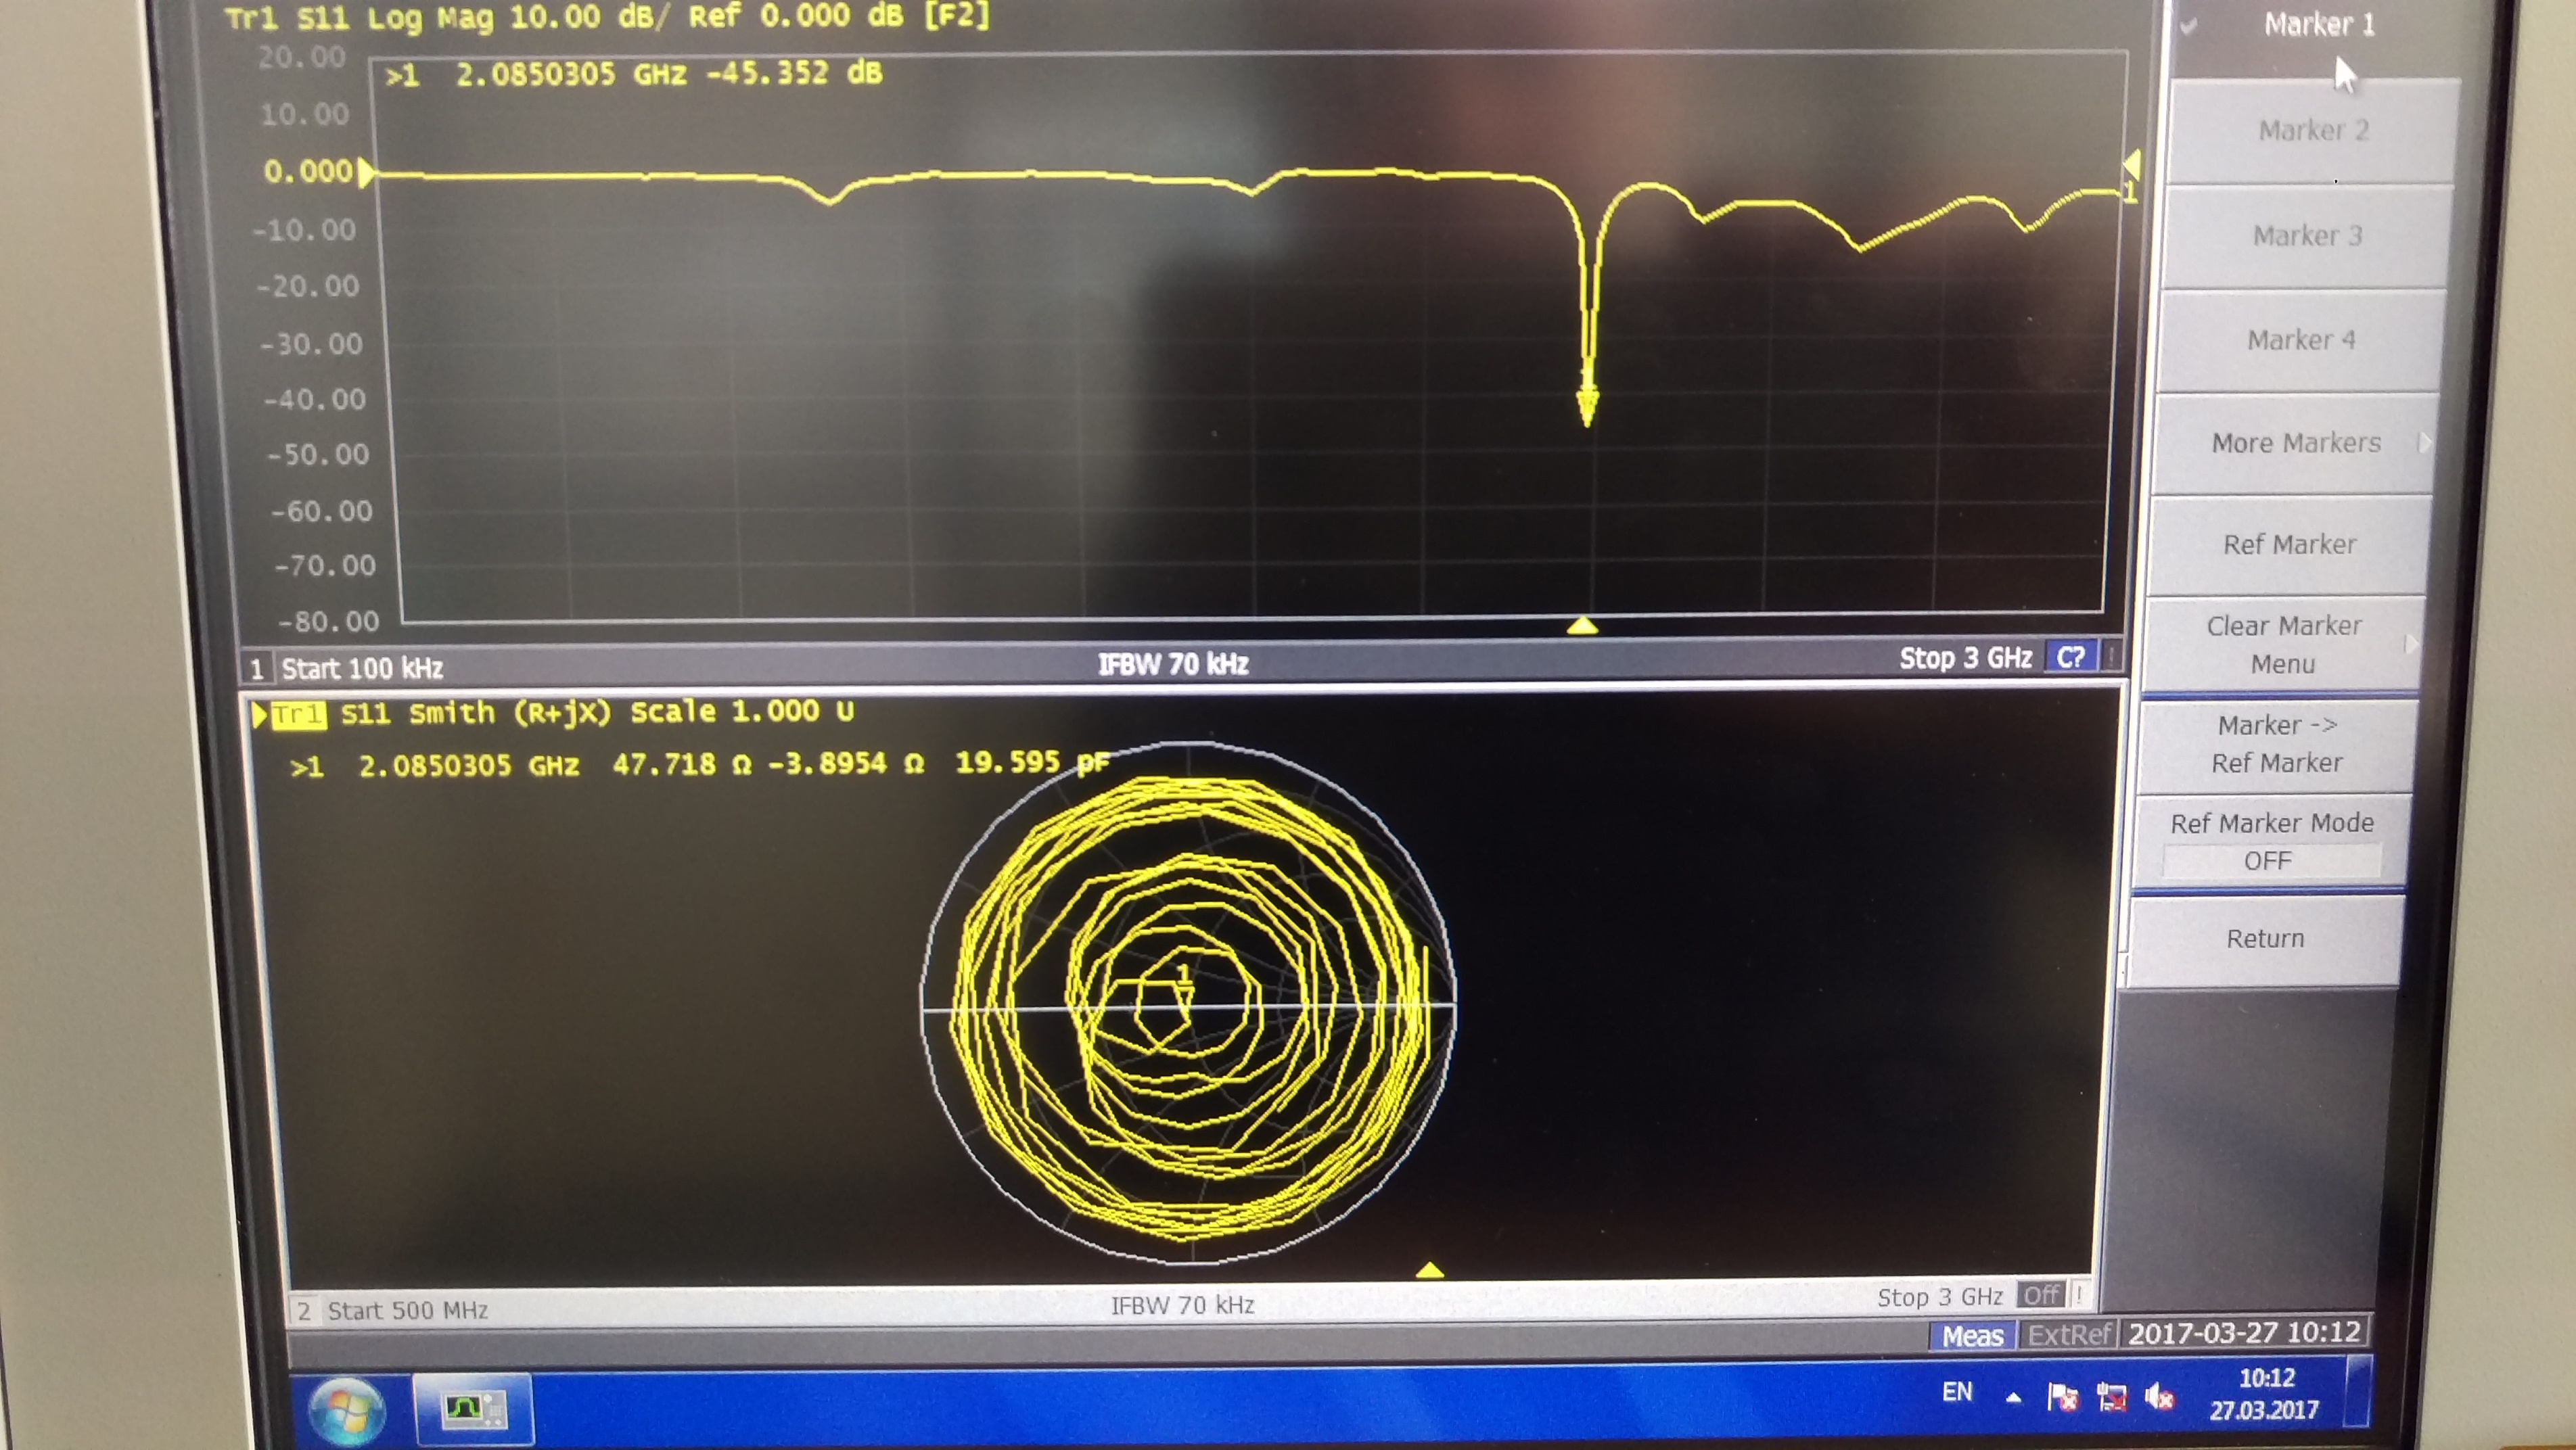 Tr1 S11 Log Mag 10.00 dB/ Ref 0.000 dB [F2]
20.00
>1 2.0850305 GHz -45.352 dB
10.00
0.000
1
-10.00
-20.00
-30.00
-40.00
-50.00
-60.00
-70.00
-80.00
1 Start 100 kHz IFBW 70 kHz Stop 3 GHz C? !
Tr1 S11 Smith (R+jX) Scale 1.000 U
>1 2.0850305 GHz 47.718 Ω -3.8954 Ω 19.595 pF
1
2 Start 500 MHz IFBW 70 kHz Stop 3 GHz Off !
Meas ExtRef 2017-03-27 10:12
Marker 1
Marker 2
Marker 3
Marker 4
More Markers
Ref Marker
Clear Marker
Menu
Marker ->
Ref Marker
Ref Marker Mode
OFF
Return
EN
10:12
27.03.2017